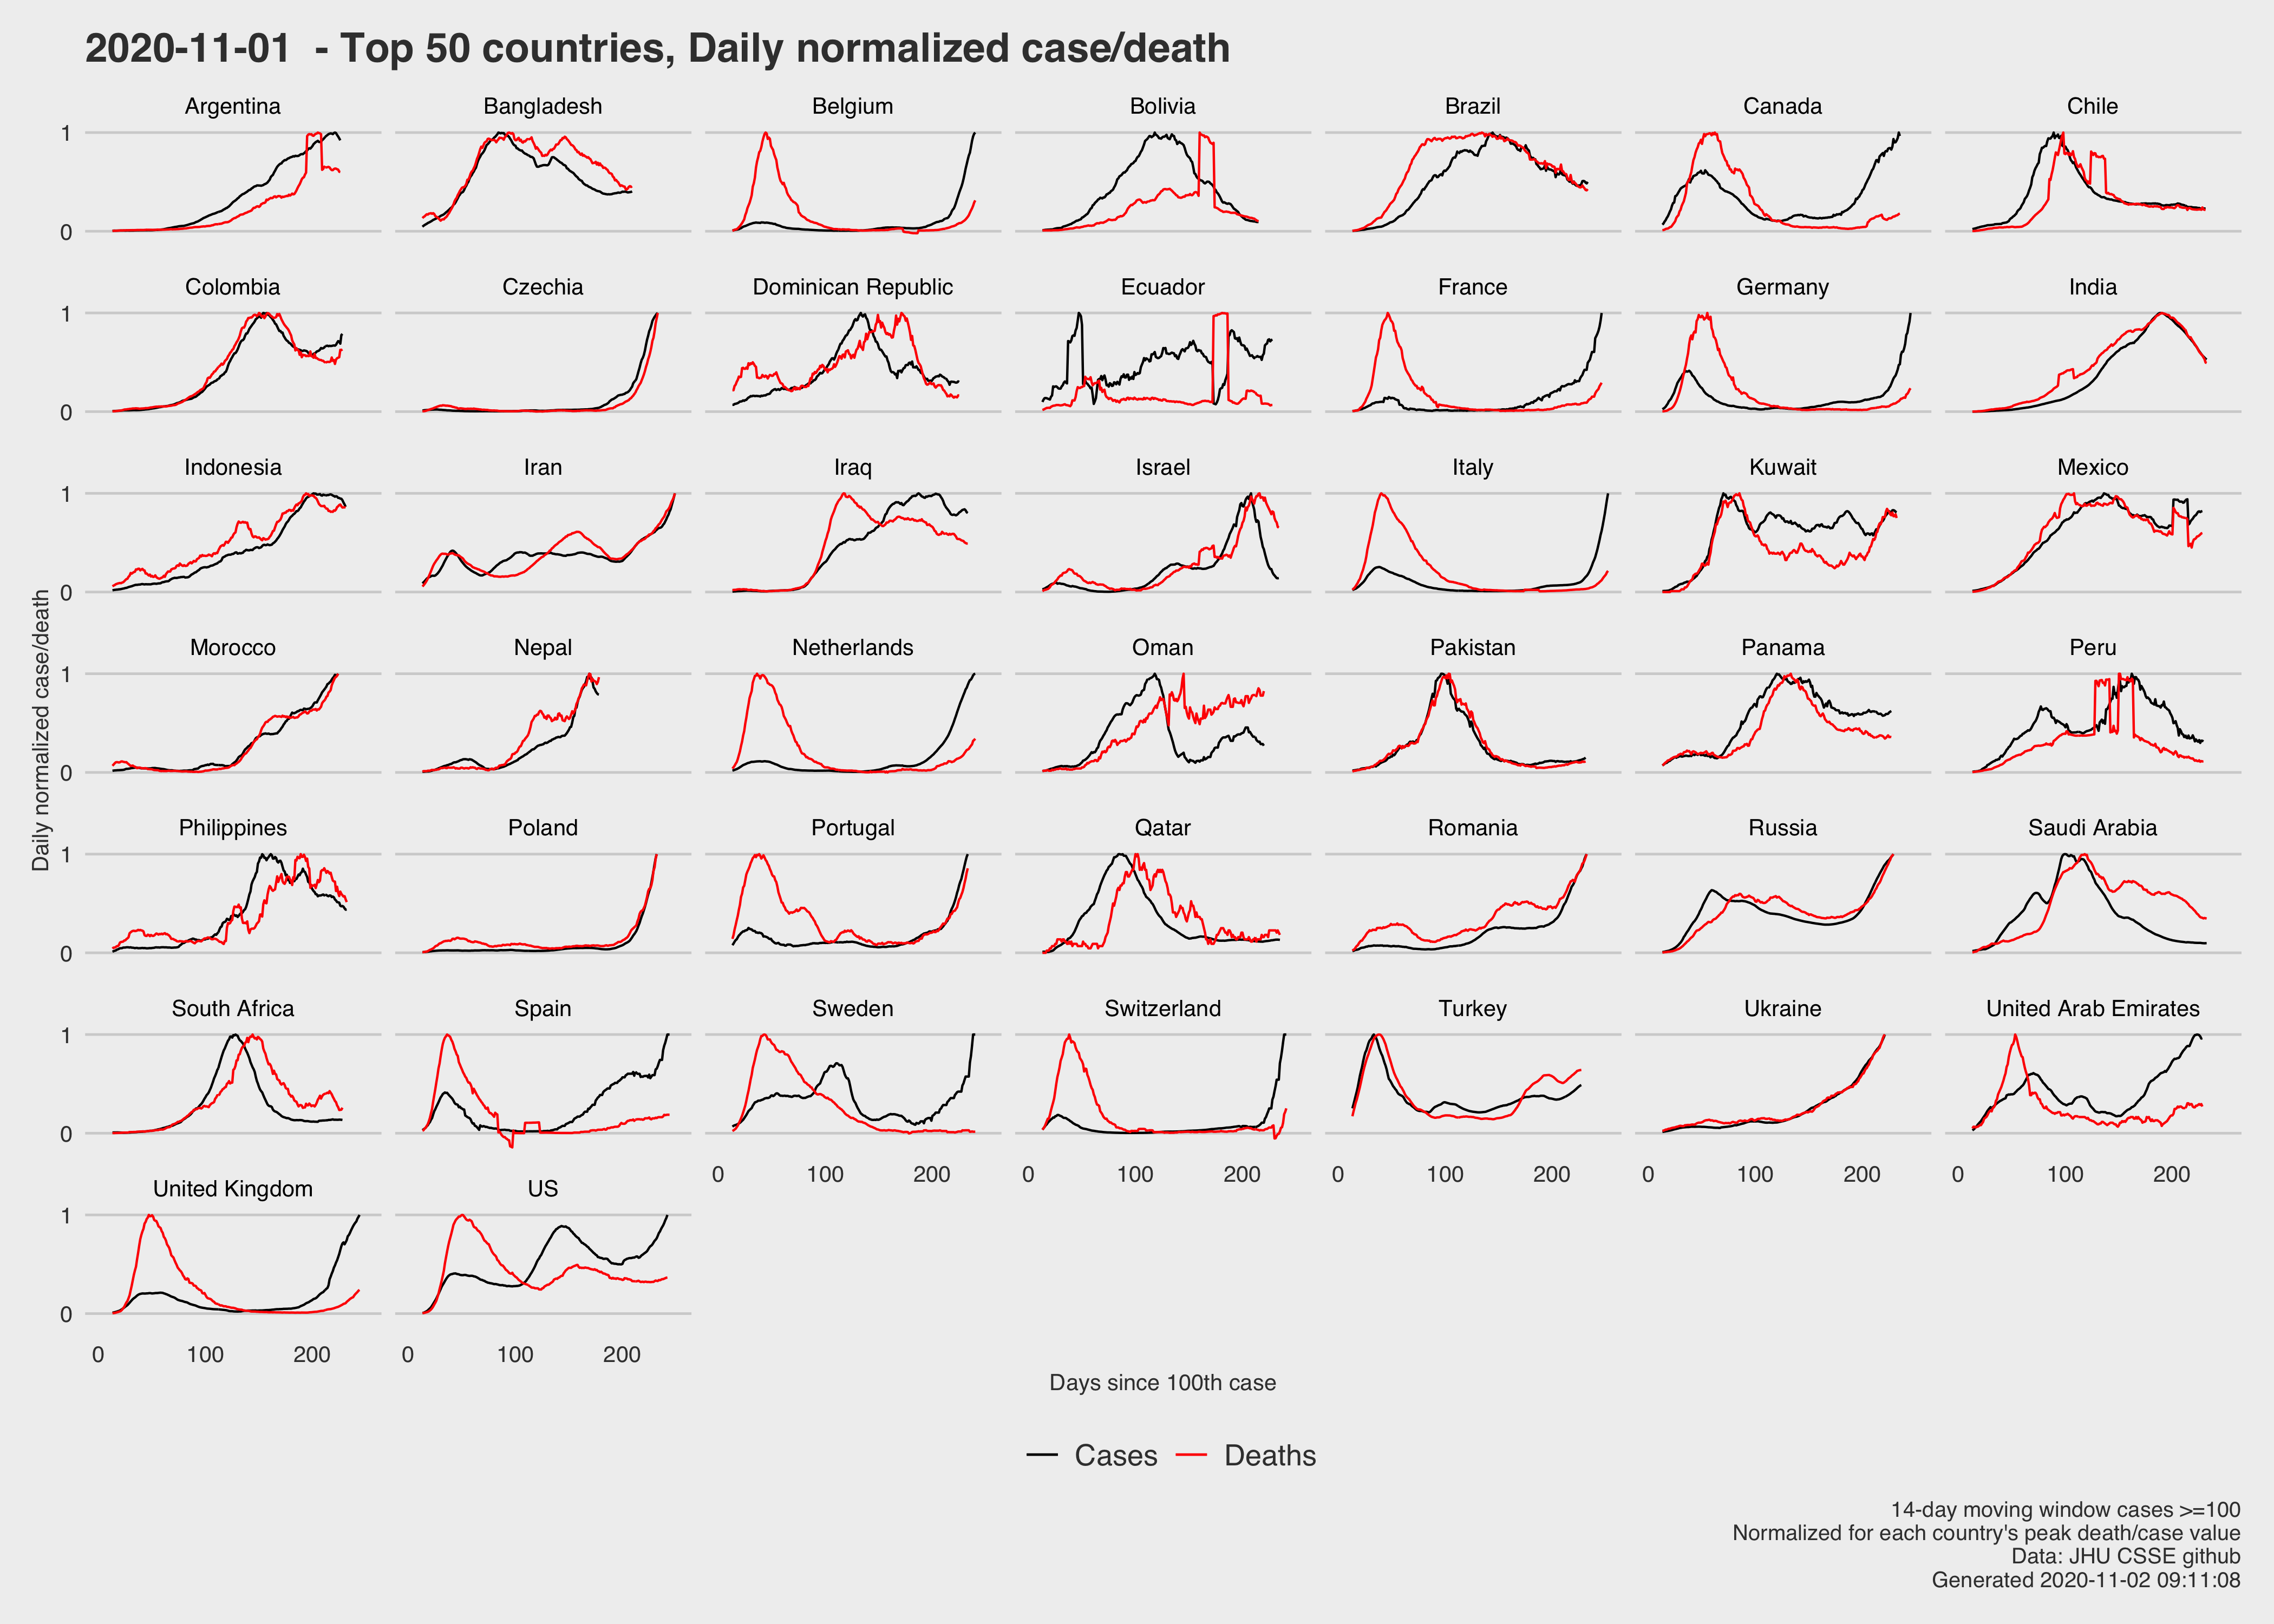 2020-11-01 - Top 50 countries, Daily normalized case/death
Argentina Bangladesh Belgium Bolivia Brazil Canada Chile
1
0
Colombia Czechia Dominican Republic Ecuador France Germany India
1
0
Indonesia Iran Iraq Israel Italy Kuwait Mexico
1
0
Daily normalized case/death
Morocco Nepal Netherlands Oman Pakistan Panama Peru
1
0
Philippines Poland Portugal Qatar Romania Russia Saudi Arabia
1
0
South Africa Spain Sweden Switzerland Turkey Ukraine United Arab Emirates
1
0
0 100 200 0 100 200 0 100 200 0 100 200 0 100 200
United Kingdom US
1
0
0 100 200 0 100 200
Days since 100th case
Cases Deaths
14-day moving window cases >=100
Normalized for each country's peak death/case value
Data: JHU CSSE github
Generated 2020-11-02 09:11:08